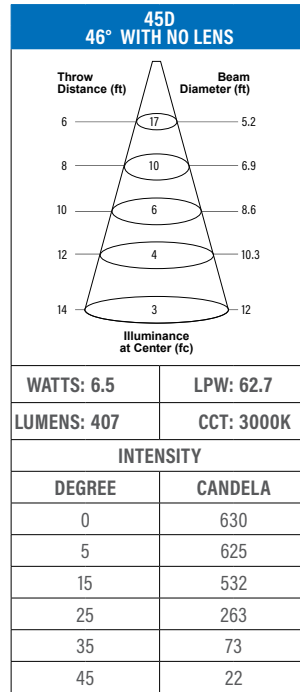 45D
46° WITH NO LENS
Throw Distance (ft)
Beam Diameter (ft)
6 17 5.2
8 10 6.9
10 6 8.6
12 4 10.3
14 3 12
Illuminance
at Center (fc)
WATTS: 6.5 LPW: 62.7
LUMENS: 407 CCT: 3000K
INTENSITY
DEGREE CANDELA
0 630
5 625
15 532
25 263
35 73
45 22